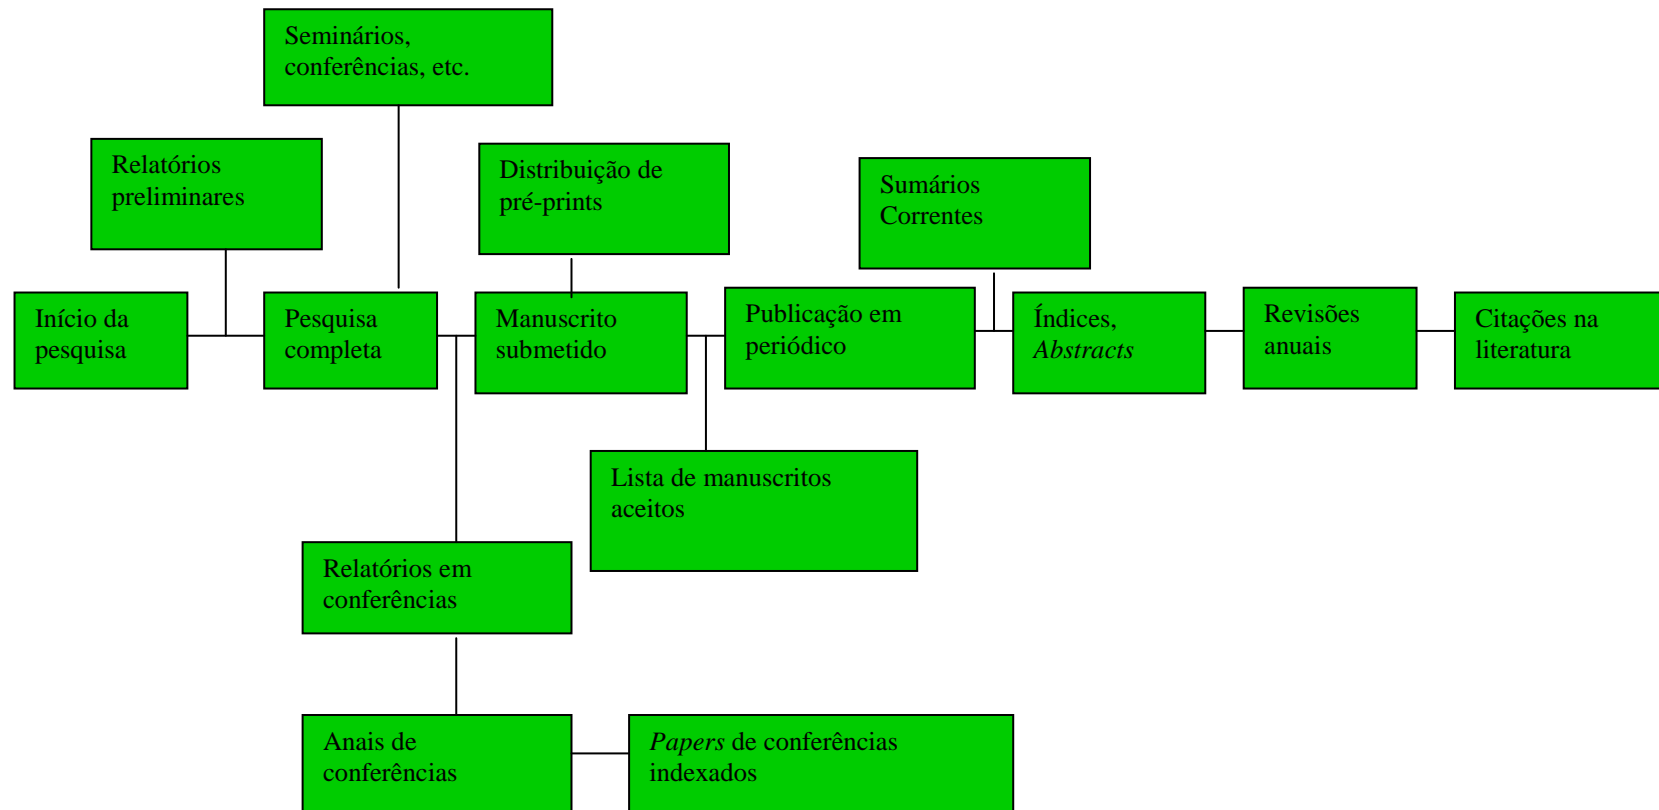 Seminários,
conferências, etc.
Relatórios
preliminares
Distribuição de
pré-prints
Sumários
Correntes
Início da
pesquisa
Pesquisa
completa
Manuscrito
submetido
Publicação em
periódico
Índices,
Abstracts
Revisões
anuais
Citações na
literatura
Lista de manuscritos
aceitos
Relatórios em
conferências
Anais de
conferências
Papers de conferências
indexados